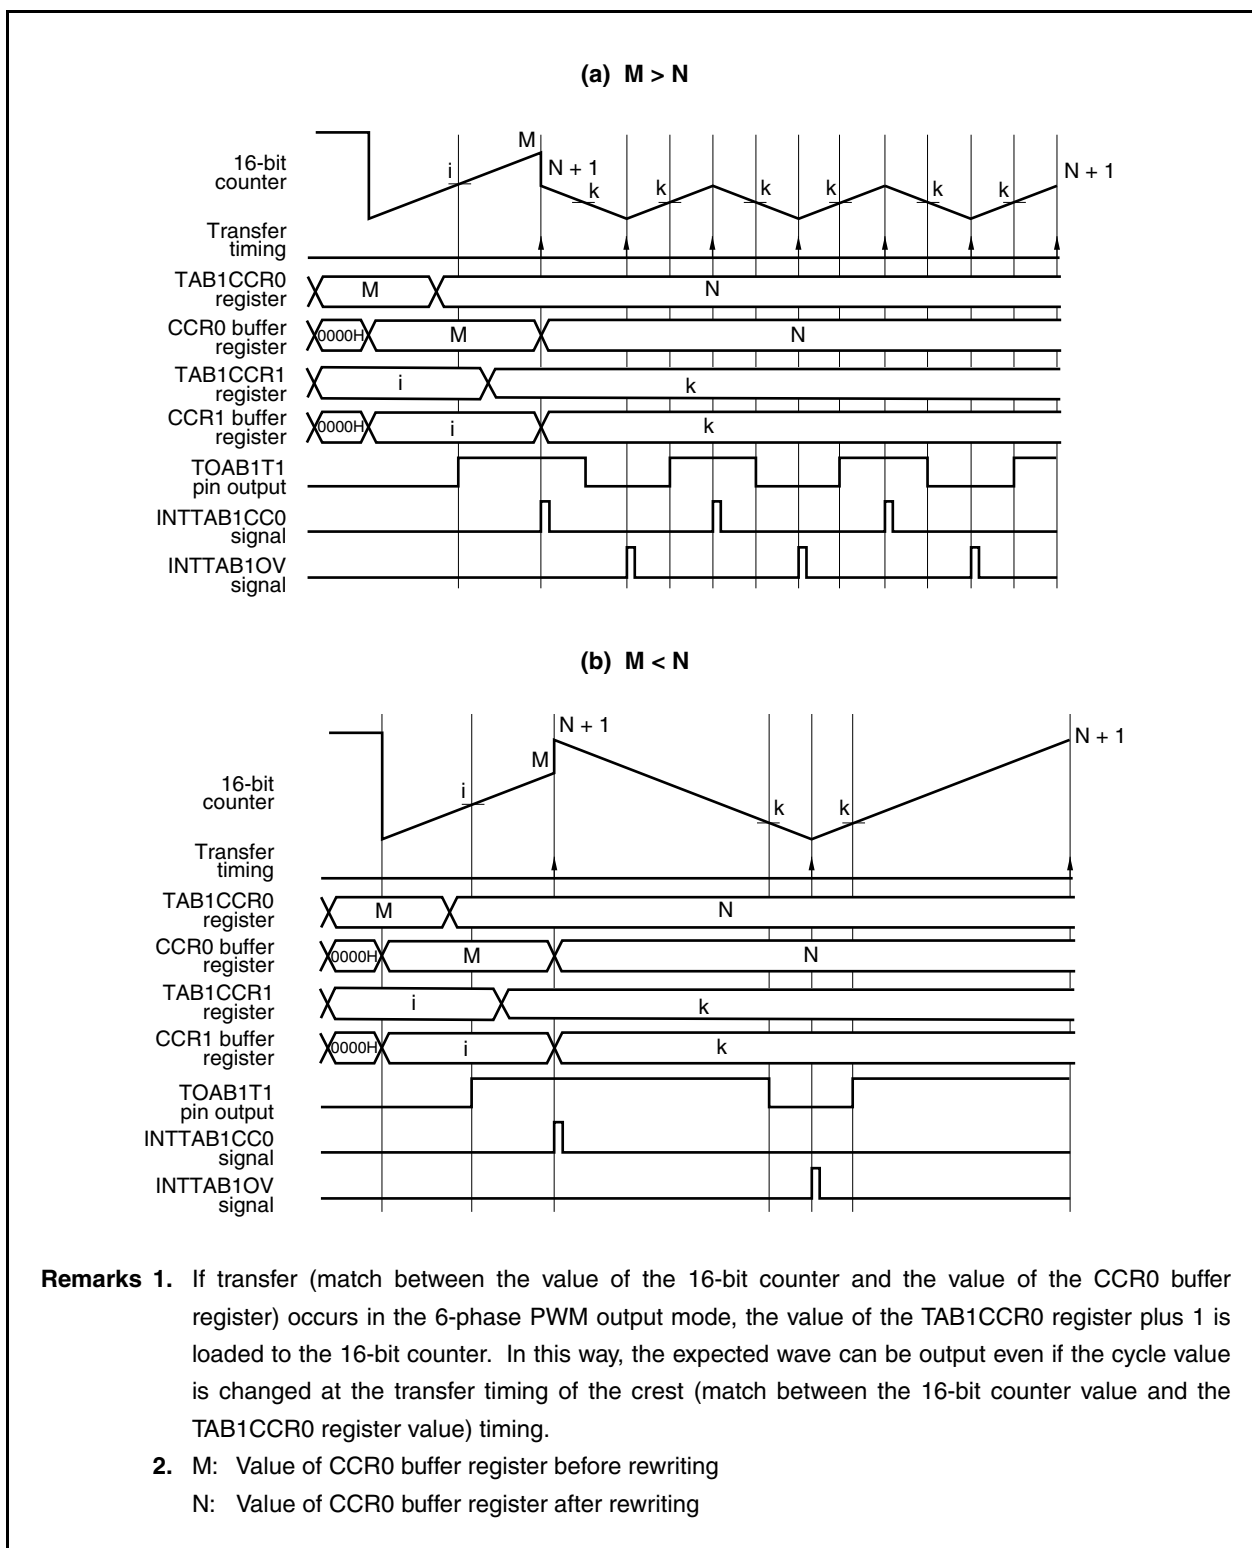 (a) M > N
M
N + 1
i
k
k
k
k
k
k
N + 1
16-bit
counter
Transfer
timing
TAB1CCR0
register
M
N
CCR0 buffer
register
0000H
M
N
TAB1CCR1
register
i
k
CCR1 buffer
register
0000H
i
k
TOAB1T1
pin output
INTTAB1CC0
signal
INTTAB1OV
signal
(b) M < N
N + 1
N + 1
M
i
k
k
16-bit
counter
Transfer
timing
TAB1CCR0
register
M
N
CCR0 buffer
register
0000H
M
N
TAB1CCR1
register
i
k
CCR1 buffer
register
0000H
i
k
TOAB1T1
pin output
INTTAB1CC0
signal
INTTAB1OV
signal
Remarks 1. If transfer (match between the value of the 16-bit counter and the value of the CCR0 buffer
register) occurs in the 6-phase PWM output mode, the value of the TAB1CCR0 register plus 1 is
loaded to the 16-bit counter. In this way, the expected wave can be output even if the cycle value
is changed at the transfer timing of the crest (match between the 16-bit counter value and the
TAB1CCR0 register value) timing.
2. M: Value of CCR0 buffer register before rewriting
N: Value of CCR0 buffer register after rewriting